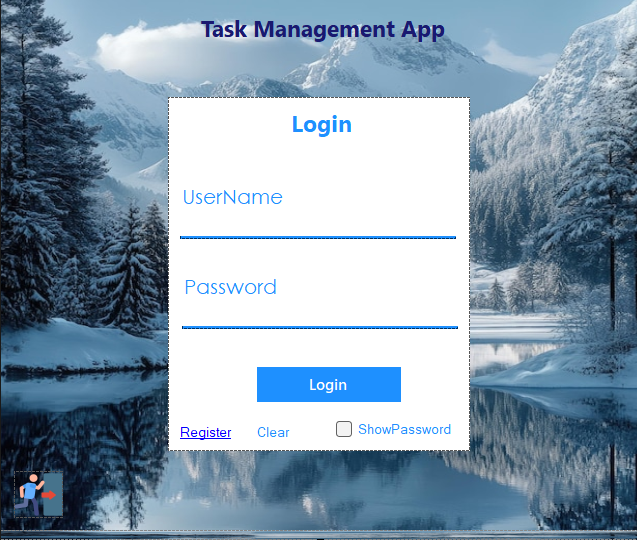 Task Management App
Login
UserName
Password
Login
Register Clear ShowPassword